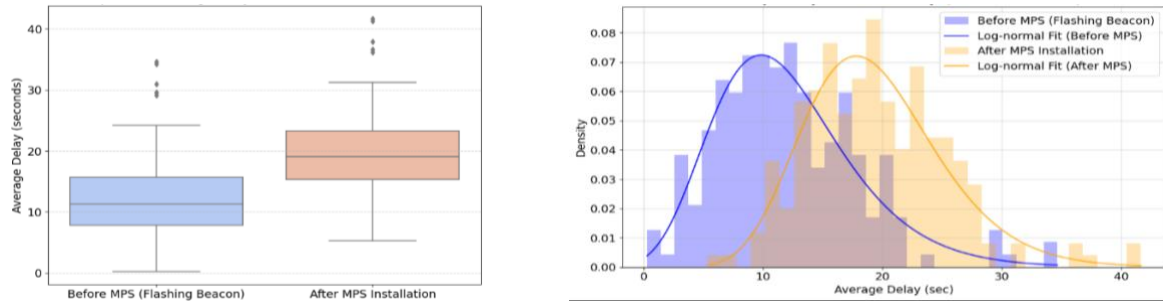 40
30
20
10
0
Average Delay (seconds)
Before MPS (Flashing Beacon)
After MPS Installation
Before MPS (Flashing Beacon)
Log-normal Fit (Before MPS)
After MPS Installation
Log-normal Fit (After MPS)
0.08
0.07
0.06
0.05
0.04
0.03
0.02
0.01
0.00
Density
0
10
20
30
40
Average Delay (sec)